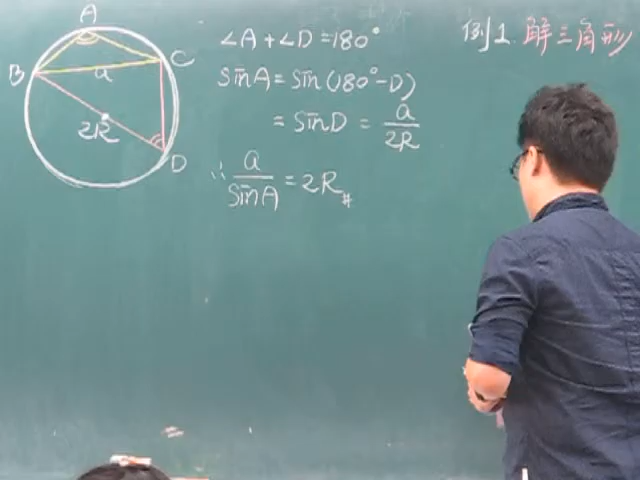 A
B
C
a
2R
D
∠A + ∠D = 180°
sinA = sin(180° - D)
= sinD = a/2R
∴ a/sinA = 2R #
例1. 解三角形